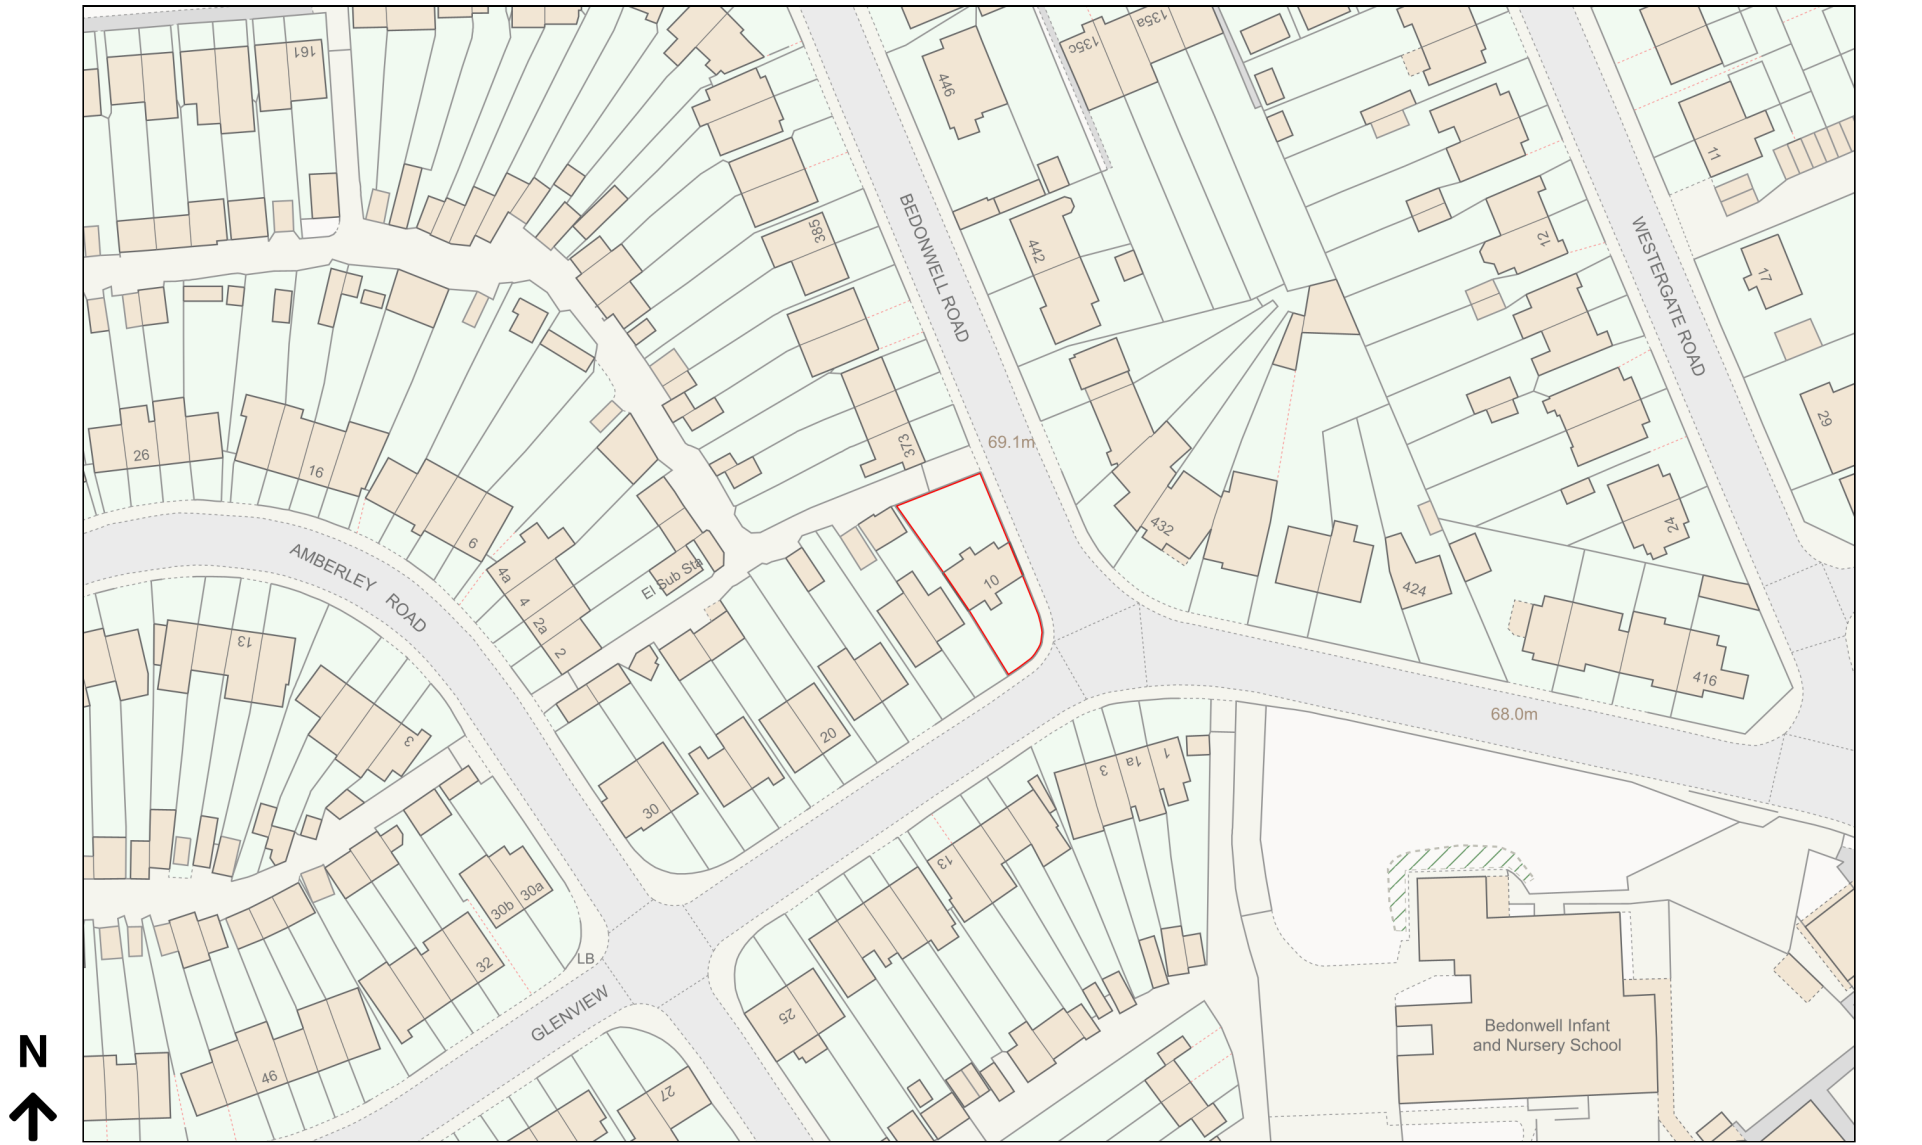 161
135c
135a
446
11
385
BEDONWELL ROAD
442
12
WESTERGATE ROAD
17
29
26
16
373
69.1m
6
432
424
24
AMBERLEY ROAD
4a
4
2a
2
El Sub Sta
10
13
3
416
68.0m
20
30
3
1a
1
13
30b
30a
32
LB
GLENVIEW
25
46
27
Bedonwell Infant
and Nursery School
N